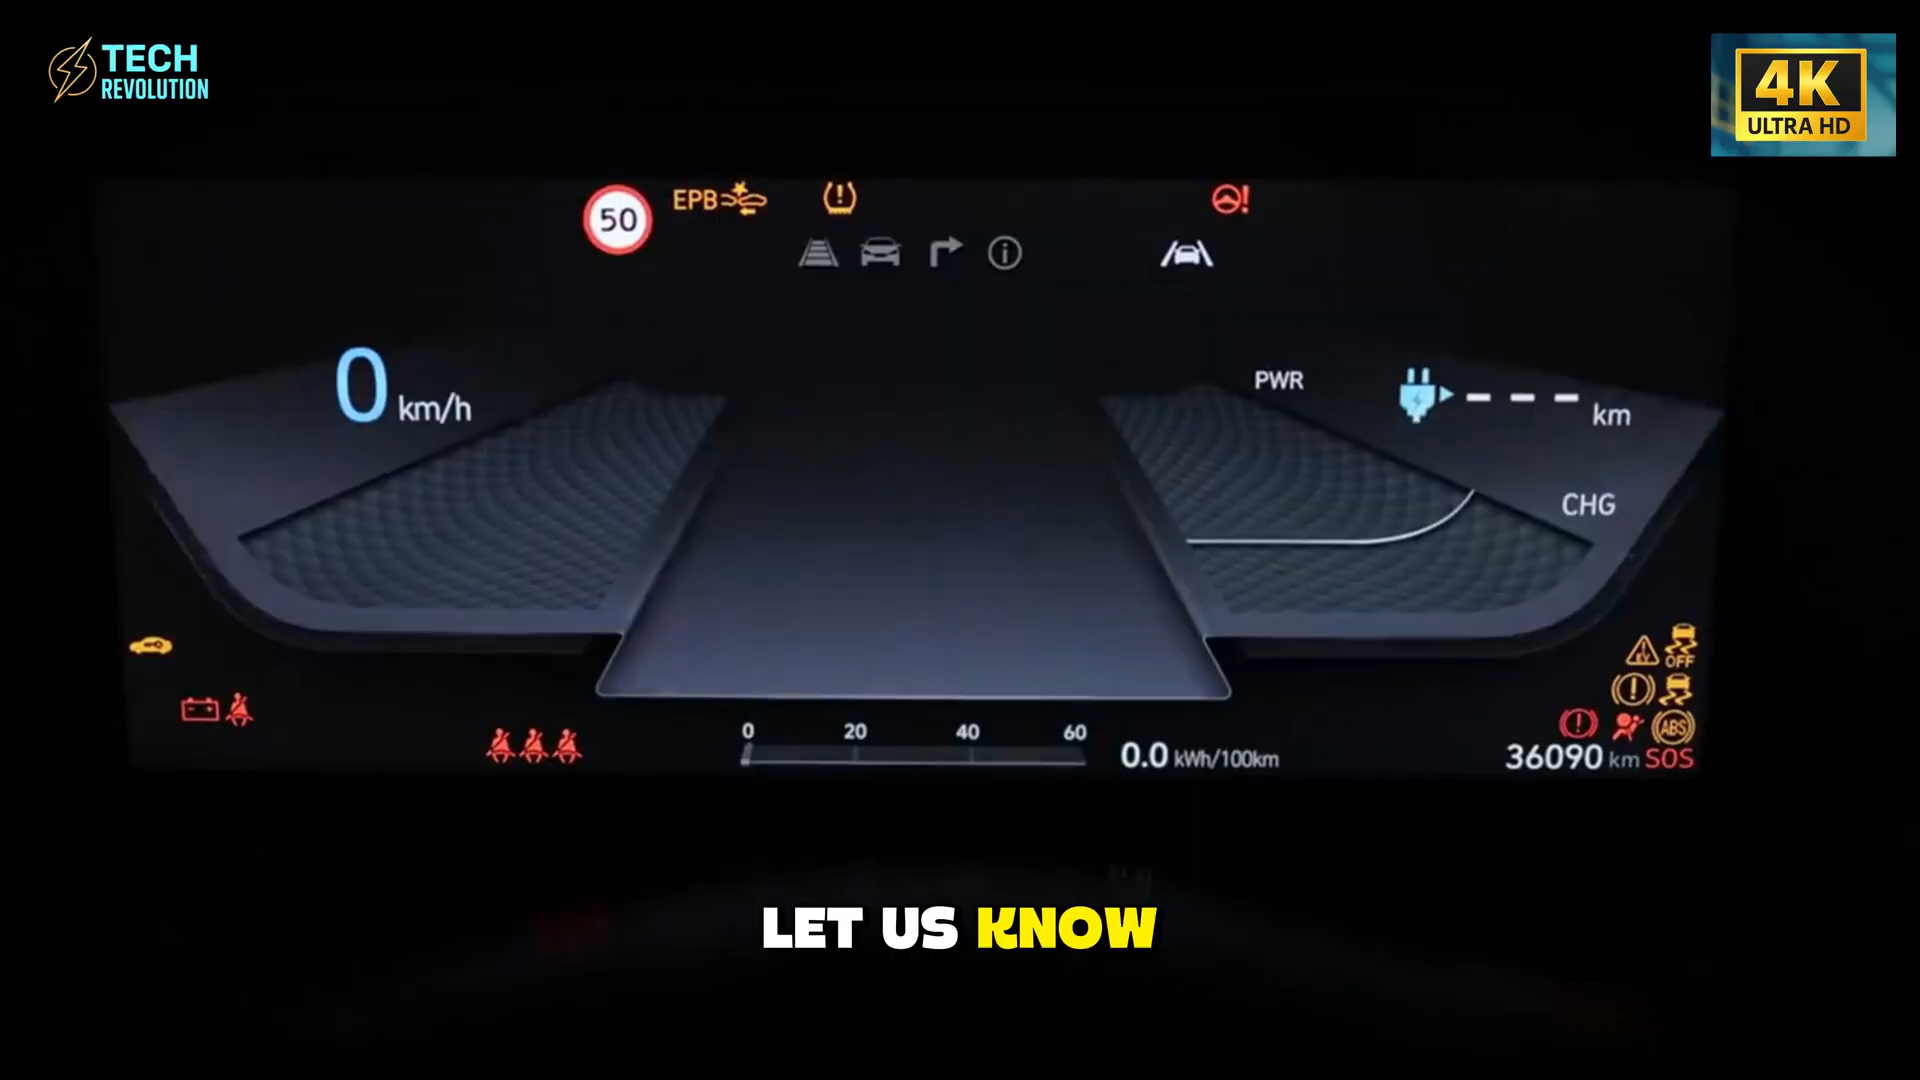 TECH
REVOLUTION
4K
ULTRA HD
50
EPB
0 km/h
PWR
km
CHG
OFF
EV
ABS
0 20 40 60
0.0 kWh/100km
36090 km SOS
LET US KNOW